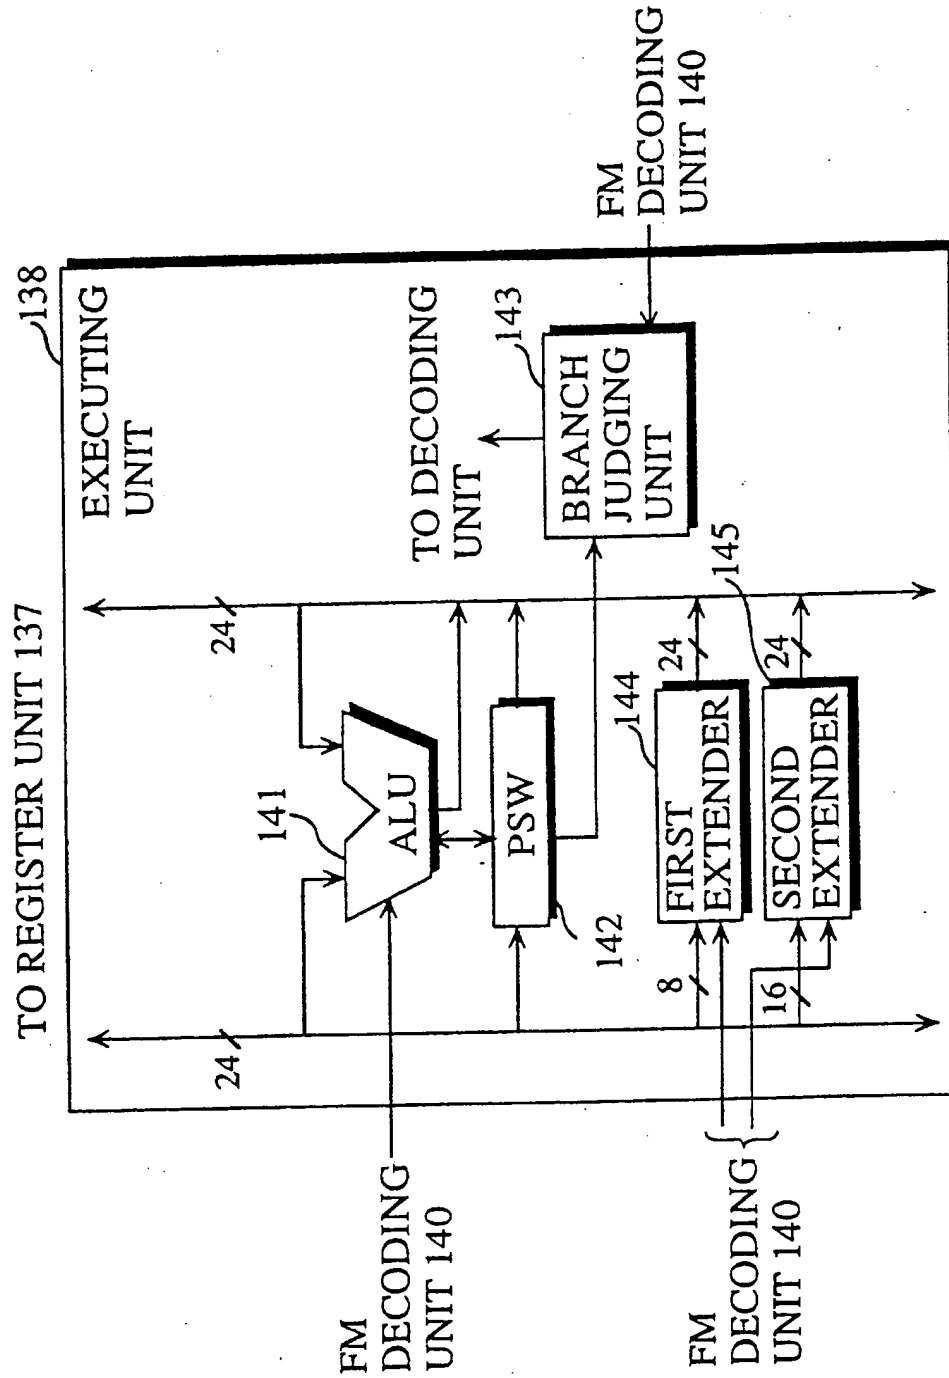 TO REGISTER UNIT 137
138
EXECUTING
UNIT
24
24
141
ALU
FM
DECODING
UNIT 140
PSW
142
TO DECODING
UNIT
143
BRANCH
JUDGING
UNIT
FM
DECODING
UNIT 140
144
8
FIRST
EXTENDER
24
145
16
SECOND
EXTENDER
24
FM
DECODING
UNIT 140